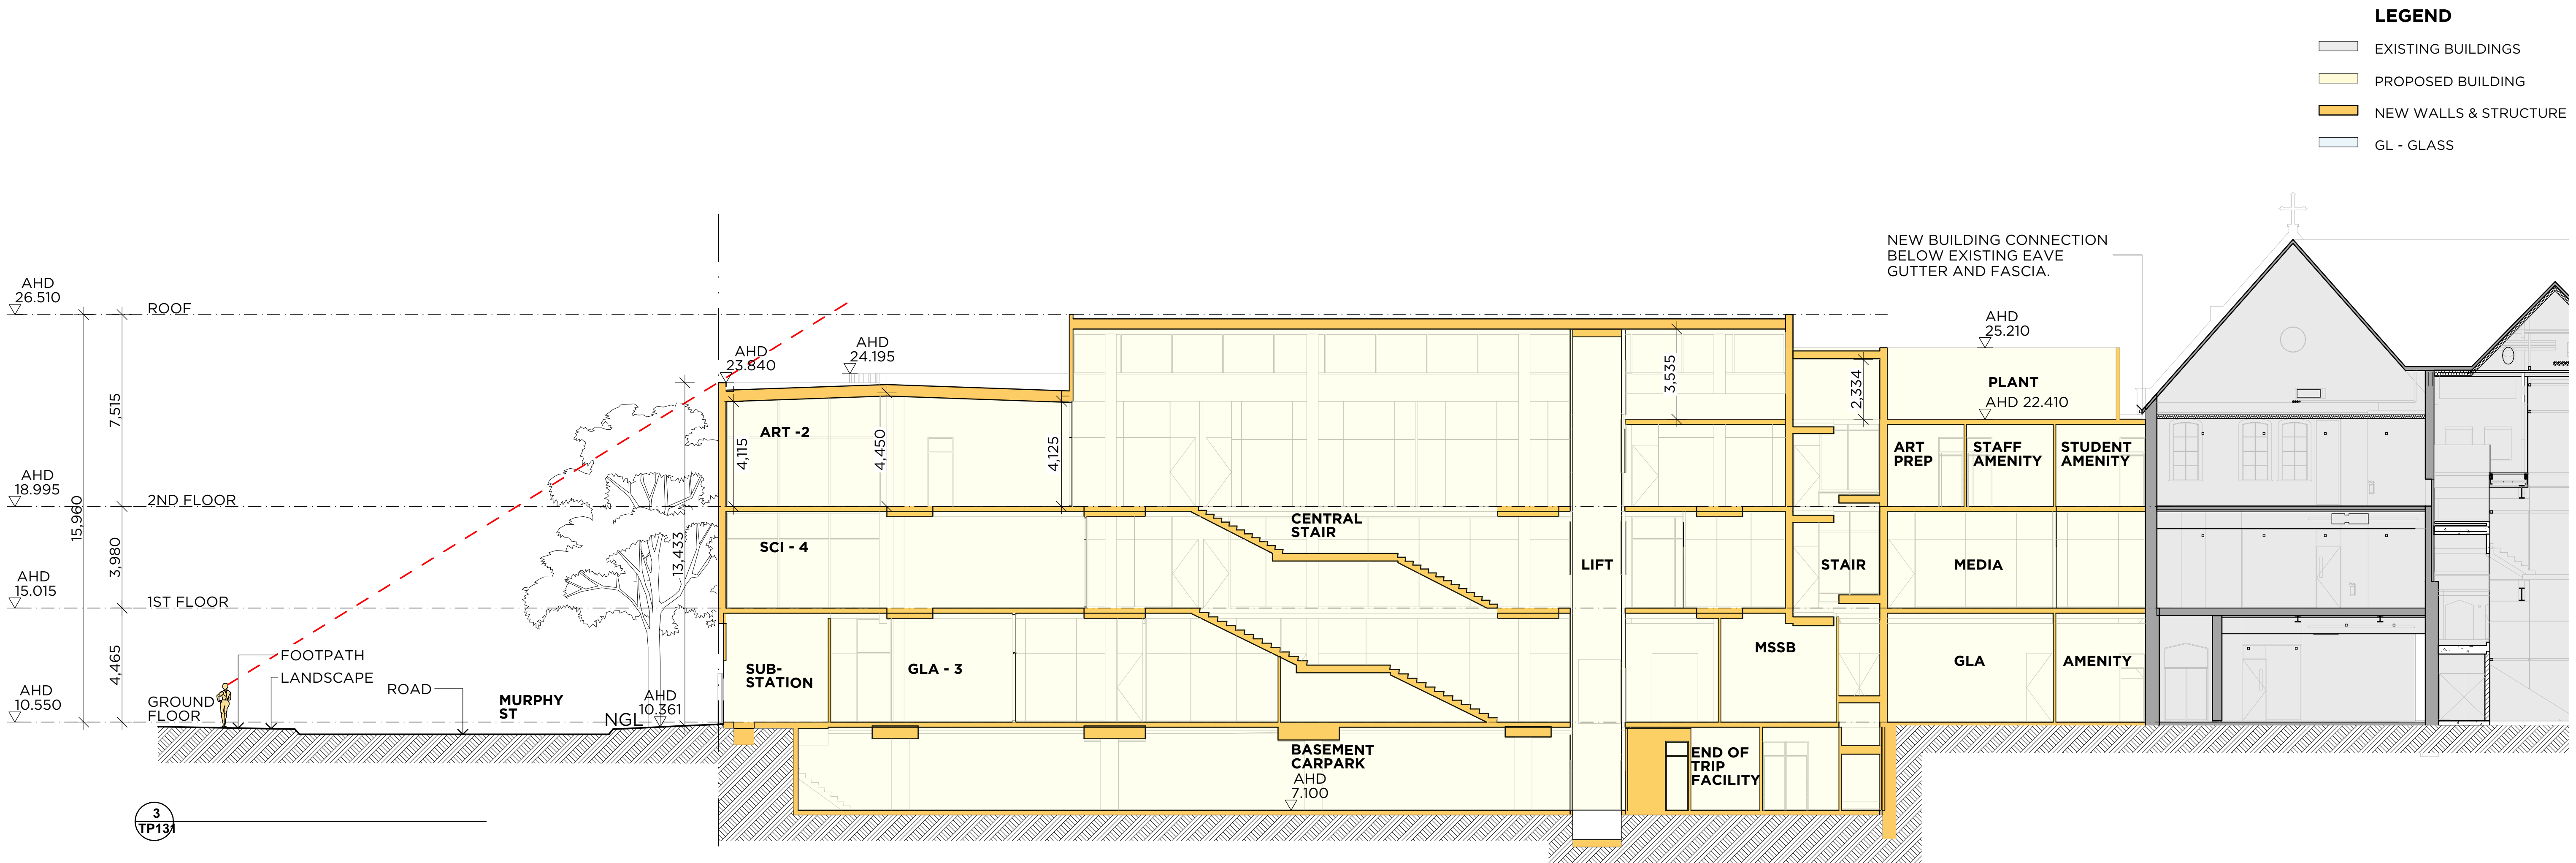 LEGEND
EXISTING BUILDINGS
PROPOSED BUILDING
NEW WALLS & STRUCTURE
GL - GLASS
NEW BUILDING CONNECTION
BELOW EXISTING EAVE
GUTTER AND FASCIA.
AHD
26.510
ROOF
AHD
25.210
AHD
24.195
AHD
23.840
7,515
3,535
2,334
PLANT
AHD 22.410
ART -2
4,115
4,450
4,125
ART
PREP
STAFF
AMENITY
STUDENT
AMENITY
AHD
18.995
2ND FLOOR
15,960
3,980
13,433
SCI - 4
CENTRAL
STAIR
LIFT
STAIR
MEDIA
AHD
15.015
1ST FLOOR
4,465
FOOTPATH
LANDSCAPE
ROAD
MURPHY
ST
SUB-
STATION
GLA - 3
MSSB
GLA
AMENITY
AHD
10.550
GROUND
FLOOR
NGL
AHD
10.361
BASEMENT
CARPARK
AHD
7.100
END OF
TRIP
FACILITY
3
TP131